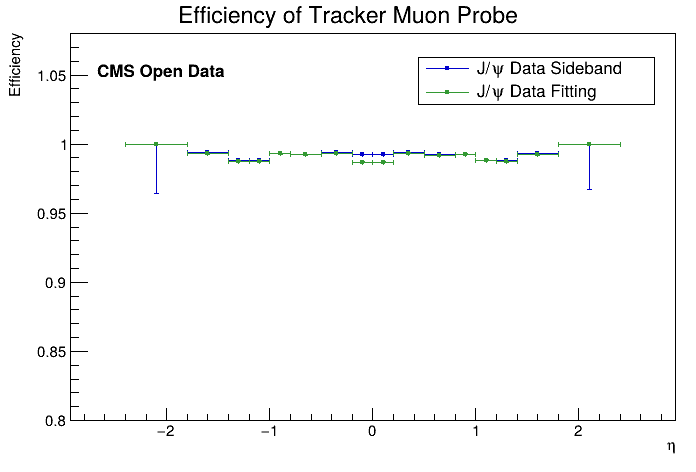 Efficiency of Tracker Muon Probe
Efficiency
CMS Open Data
J/ψ Data Sideband
J/ψ Data Fitting
1.05
1
0.95
0.9
0.85
0.8
−2 −1 0 1 2
η